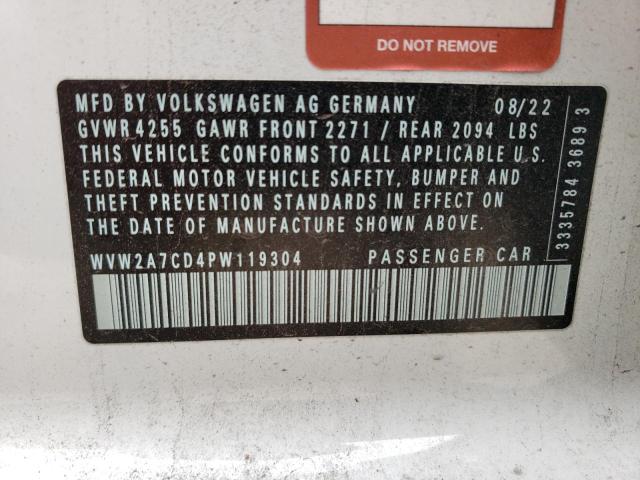 DO NOT REMOVE
MFD BY VOLKSWAGEN AG GERMANY 08/22
GVWR 4255 GAWR FRONT 2271 / REAR 2094 LBS
THIS VEHICLE CONFORMS TO ALL APPLICABLE U.S.
FEDERAL MOTOR VEHICLE SAFETY, BUMPER AND
THEFT PREVENTION STANDARDS IN EFFECT ON
THE DATE OF MANUFACTURE SHOWN ABOVE.
WVW2A7CD4PW119304 PASSENGER CAR
3335784 3689 3